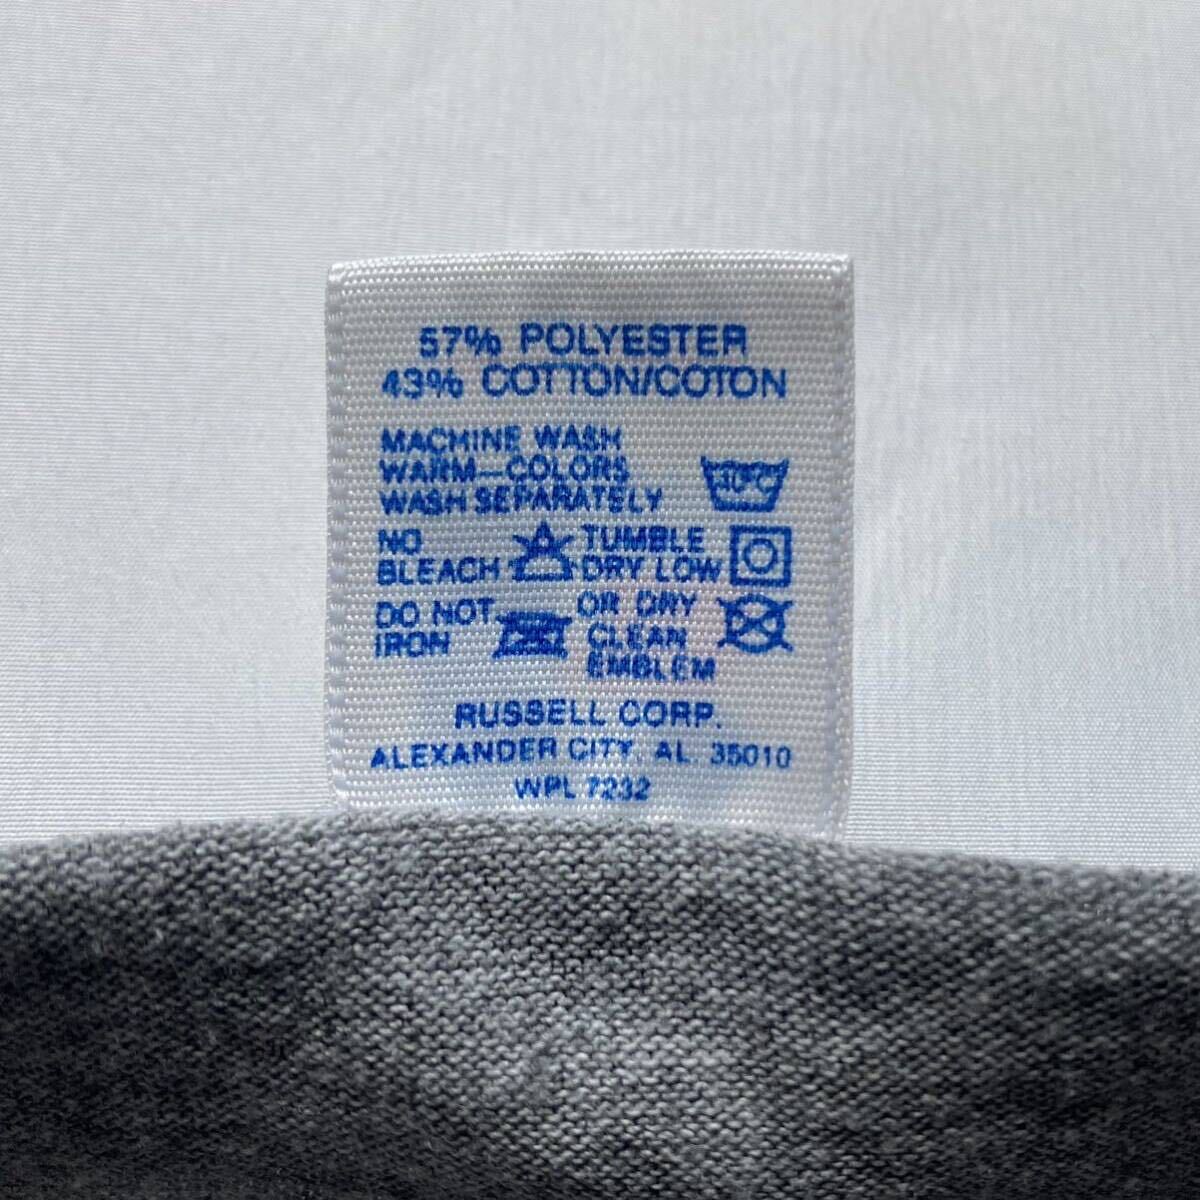 57% POLYESTER
43% COTTON/COTON
MACHINE WASH
WARM—COLORS
WASH SEPARATELY
NO
BLEACH
TUMBLE
DRY LOW
DO NOT
IRON
OR DRY
CLEAN
EMBLEM
RUSSELL CORP.
ALEXANDER CITY, AL. 35010
WPL 7232